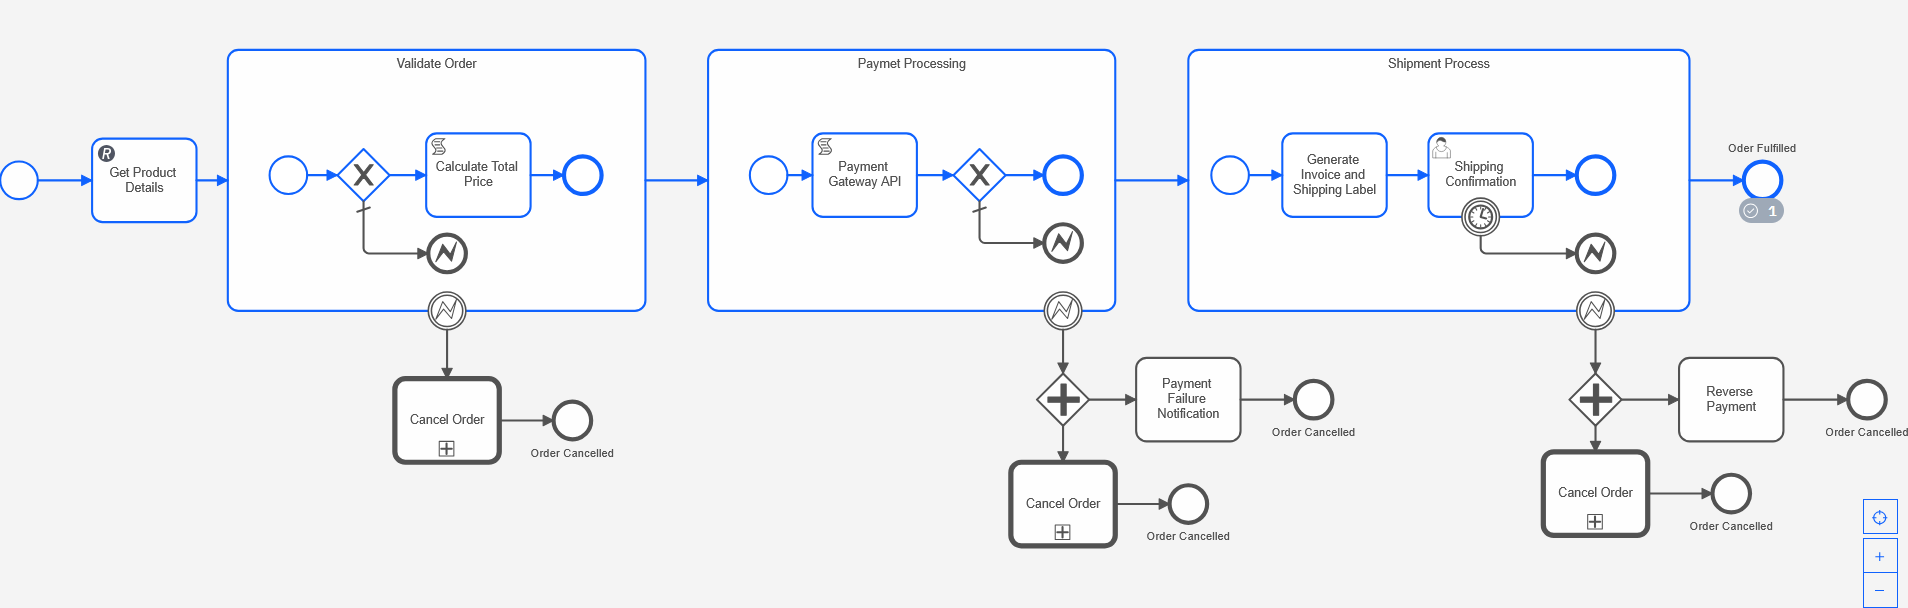 Validate Order
Paymet Processing
Shipment Process
R
Get Product
Details
X
Calculate Total
Price
Payment
Gateway API
X
Generate
Invoice and
Shipping Label
Shipping
Confirmation
Oder Fulfilled
1
Cancel Order
Order Cancelled
Payment
Failure
Notification
Order Cancelled
Cancel Order
Order Cancelled
Reverse
Payment
Order Cancelled
Cancel Order
Order Cancelled
+
−